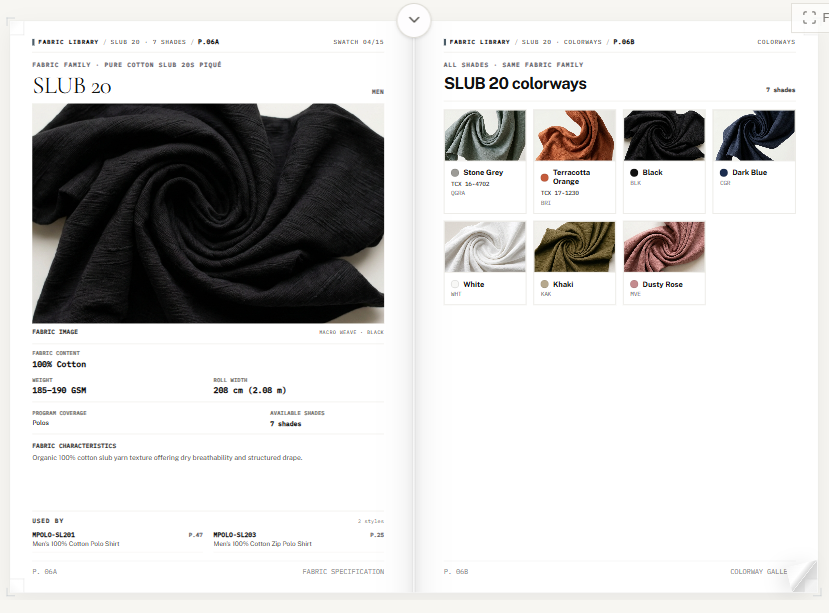 FABRIC LIBRARY / SLUB 20 · 7 SHADES / P.06A
SWATCH 04/15
FABRIC FAMILY · PURE COTTON SLUB 20S PIQUÉ
SLUB 20
MEN
FABRIC IMAGE
MACRO WEAVE · BLACK
FABRIC CONTENT
100% Cotton
WEIGHT
185–190 GSM
ROLL WIDTH
208 cm (2.08 m)
PROGRAM COVERAGE
Polos
AVAILABLE SHADES
7 shades
FABRIC CHARACTERISTICS
Organic 100% cotton slub yarn texture offering dry breathability and structured drape.
USED BY
2 styles
MPOLO-SL201
P.47
Men's 100% Cotton Polo Shirt
MPOLO-SL203
P.25
Men's 100% Cotton Zip Polo Shirt
P. 06A
FABRIC SPECIFICATION
FABRIC LIBRARY / SLUB 20 · COLORWAYS / P.06B
COLORWAYS
ALL SHADES · SAME FABRIC FAMILY
SLUB 20 colorways
7 shades
Stone Grey
TCX 16-4702
QGRA
Terracotta
Orange
TCX 17-1230
BRI
Black
BLK
Dark Blue
CGR
White
WHT
Khaki
KAK
Dusty Rose
MVE
P. 06B
COLORWAY GALLE
F